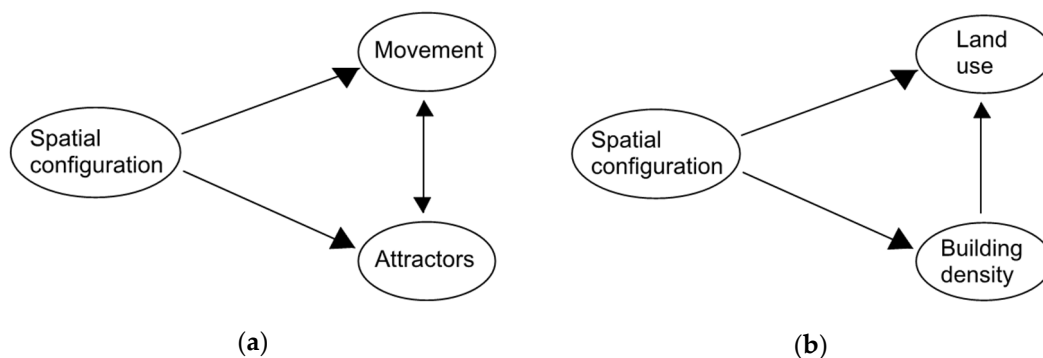 Movement
Spatial
configuration
Attractors
(a)
Land
use
Spatial
configuration
Building
density
(b)